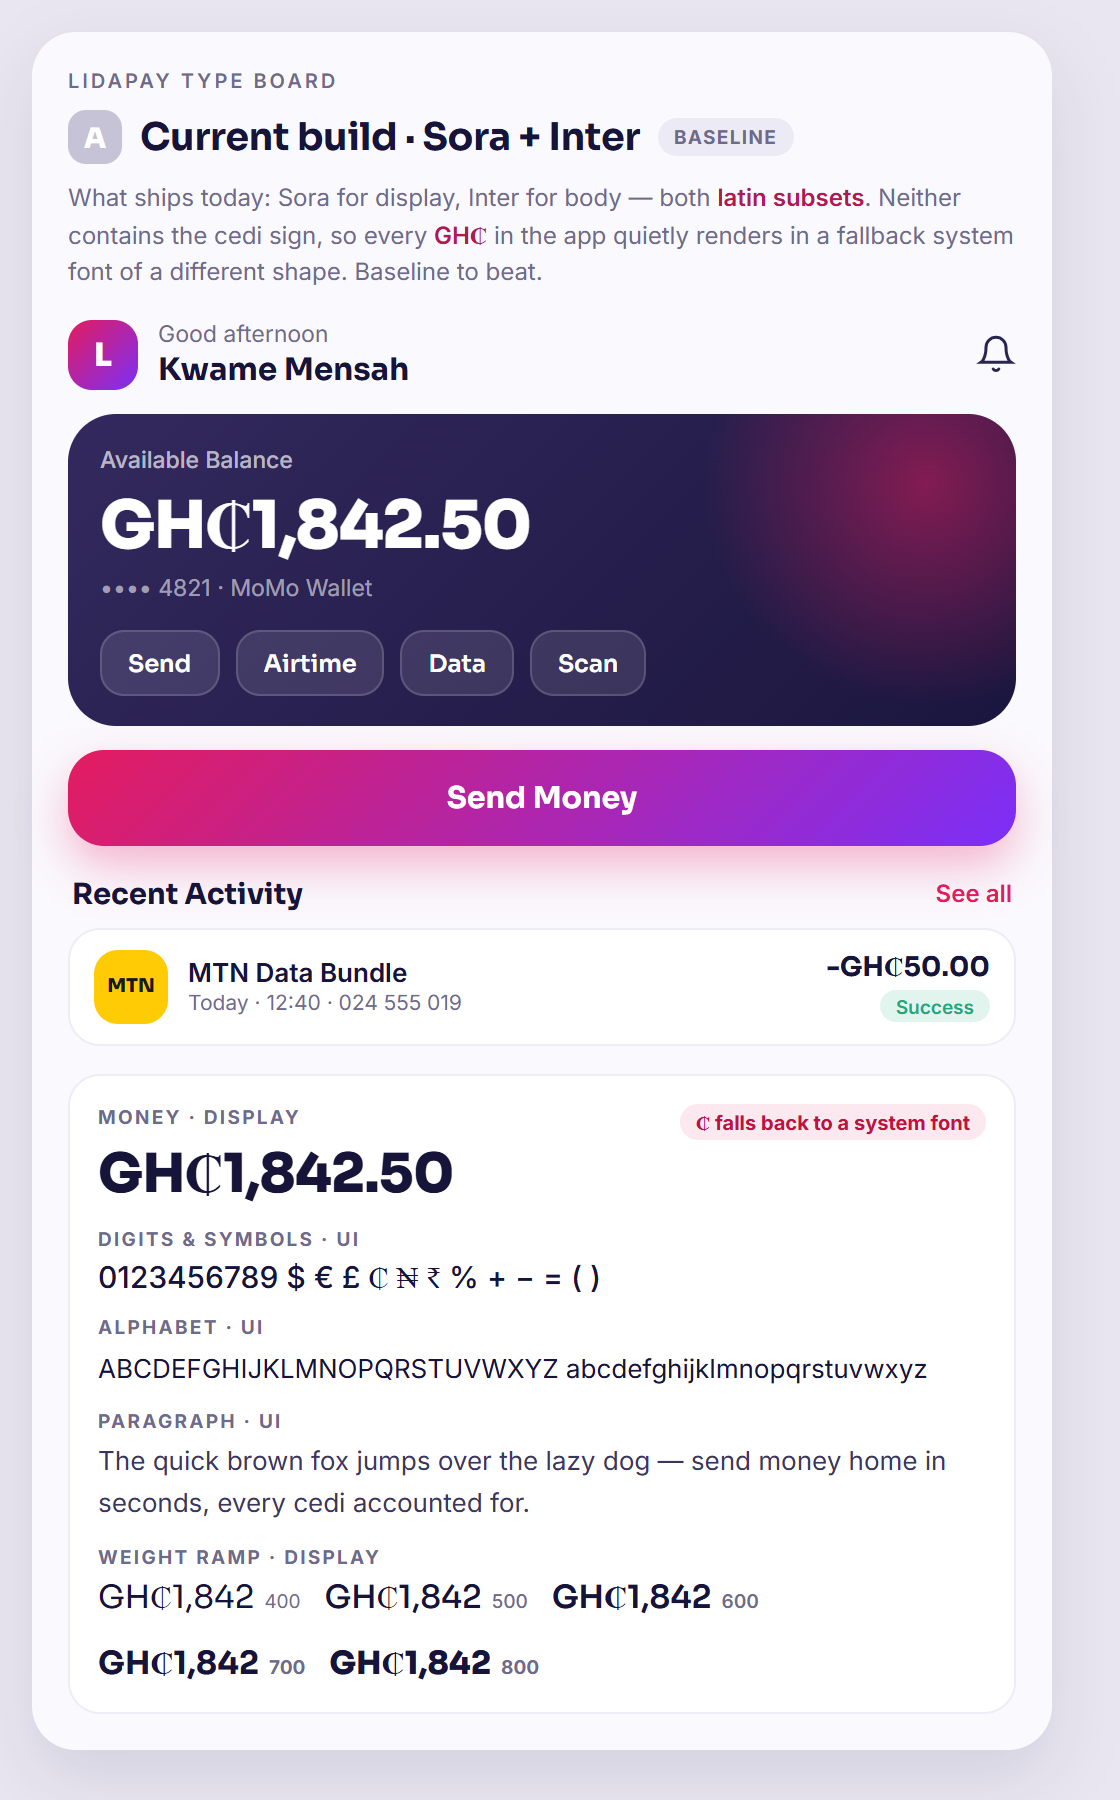 LIDAPAY TYPE BOARD
A Current build · Sora + Inter BASELINE
What ships today: Sora for display, Inter for body — both latin subsets. Neither
contains the cedi sign, so every GH₵ in the app quietly renders in a fallback system
font of a different shape. Baseline to beat.
L
Good afternoon
Kwame Mensah
Available Balance
GH₵1,842.50
•••• 4821 · MoMo Wallet
Send Airtime Data Scan
Send Money
Recent Activity See all
MTN
MTN Data Bundle
Today · 12:40 · 024 555 019
-GH₵50.00
Success
MONEY · DISPLAY
₵ falls back to a system font
GH₵1,842.50
DIGITS & SYMBOLS · UI
0123456789 $ € £ ₵ ₦ ₹ % + − = ( )
ALPHABET · UI
ABCDEFGHIJKLMNOPQRSTUVWXYZ abcdefghijklmnopqrstuvwxyz
PARAGRAPH · UI
The quick brown fox jumps over the lazy dog — send money home in
seconds, every cedi accounted for.
WEIGHT RAMP · DISPLAY
GH₵1,842 400 GH₵1,842 500 GH₵1,842 600
GH₵1,842 700 GH₵1,842 800